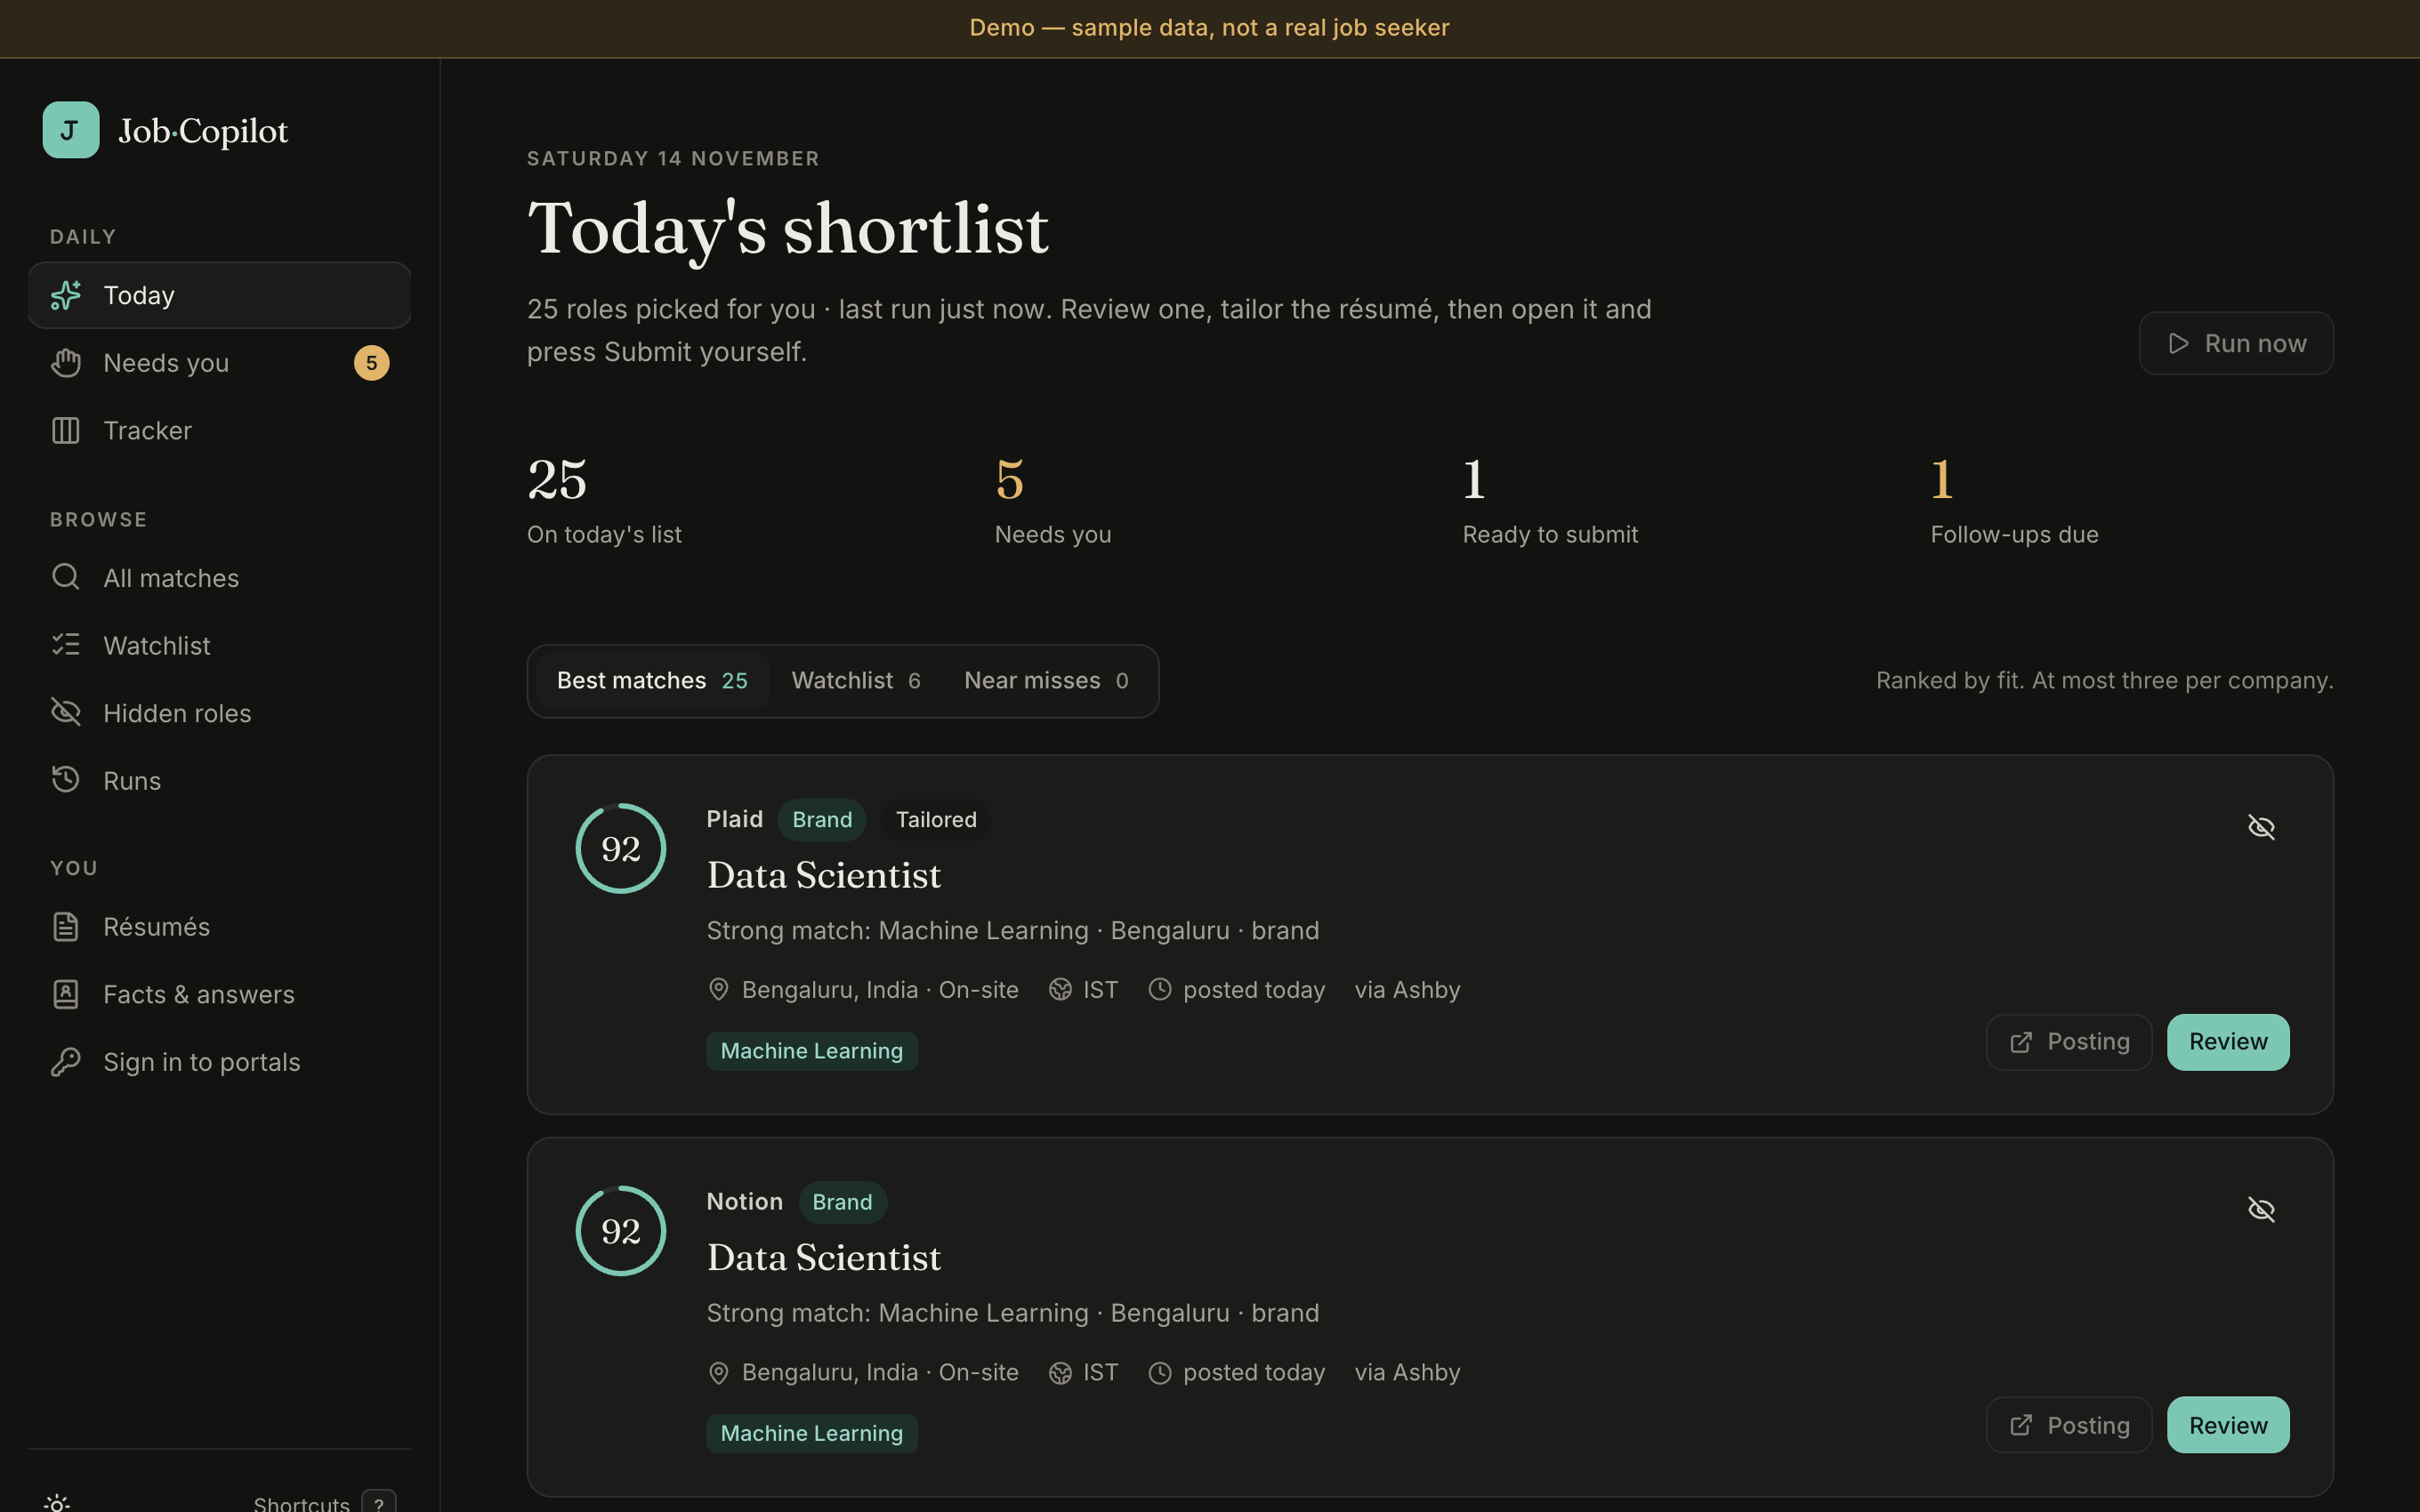 Demo — sample data, not a real job seeker
J
Job·Copilot
DAILY
Today
Needs you 5
Tracker
BROWSE
All matches
Watchlist
Hidden roles
Runs
YOU
Résumés
Facts & answers
Sign in to portals
Shortcuts ?
SATURDAY 14 NOVEMBER
Today's shortlist
25 roles picked for you · last run just now. Review one, tailor the résumé, then open it and
press Submit yourself.
Run now
25
On today's list
5
Needs you
1
Ready to submit
1
Follow-ups due
Best matches 25 Watchlist 6 Near misses 0
Ranked by fit. At most three per company.
92
Plaid Brand Tailored
Data Scientist
Strong match: Machine Learning · Bengaluru · brand
Bengaluru, India · On-site IST posted today via Ashby
Machine Learning
Posting Review
92
Notion Brand
Data Scientist
Strong match: Machine Learning · Bengaluru · brand
Bengaluru, India · On-site IST posted today via Ashby
Machine Learning
Posting Review